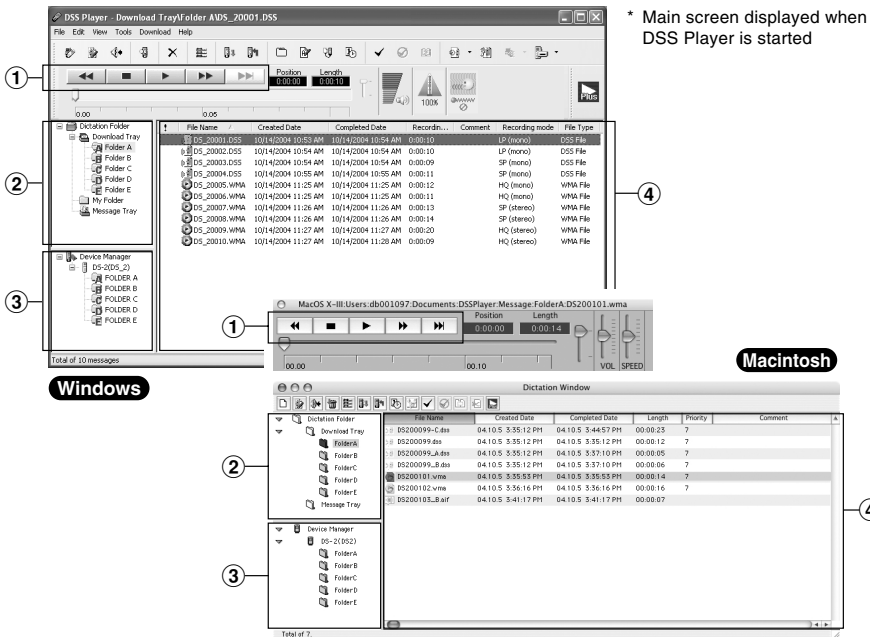 DSS Player - Download Tray\Folder A\DS_20001.DSS
File Edit View Tools Download Help
* Main screen displayed when
DSS Player is started
1
Position Length
0:00:00 0:00:10
100%
Plus
0.00 0.05
2
Dictation Folder
Download Tray
Folder A
Folder B
Folder C
Folder D
Folder E
My Folder
Message Tray
3
Device Manager
DS-2(DS_2)
FOLDER A
FOLDER B
FOLDER C
FOLDER D
FOLDER E
! File Name Created Date Completed Date Recordin... Comment Recording mode File Type
DS_20001.DSS 10/14/2004 10:53 AM 10/14/2004 10:54 AM 0:00:10 LP (mono) DSS File
DS_20002.DSS 10/14/2004 10:54 AM 10/14/2004 10:54 AM 0:00:10 LP (mono) DSS File
DS_20003.DSS 10/14/2004 10:54 AM 10/14/2004 10:54 AM 0:00:09 SP (mono) DSS File
DS_20004.DSS 10/14/2004 10:55 AM 10/14/2004 10:55 AM 0:00:11 SP (mono) DSS File
DS_20005.WMA 10/14/2004 11:25 AM 10/14/2004 11:25 AM 0:00:12 HQ (mono) WMA File
DS_20006.WMA 10/14/2004 11:25 AM 10/14/2004 11:25 AM 0:00:11 HQ (mono) WMA File
DS_20007.WMA 10/14/2004 11:26 AM 10/14/2004 11:26 AM 0:00:13 SP (stereo) WMA File
DS_20008.WMA 10/14/2004 11:26 AM 10/14/2004 11:26 AM 0:00:14 SP (stereo) WMA File
DS_20009.WMA 10/14/2004 11:27 AM 10/14/2004 11:27 AM 0:00:20 HQ (stereo) WMA File
DS_20010.WMA 10/14/2004 11:27 AM 10/14/2004 11:28 AM 0:00:09 HQ (stereo) WMA File
4
Total of 10 messages
Windows
MacOS X-III:Users:db001097:Documents:DSSPlayer:Message:FolderA:DS200101.wma
1
Position Length
0:00:00 0:00:14
00.00 00.10
VOL SPEED
Macintosh
Dictation Window
2
Dictation Folder
Download Tray
FolderA
FolderB
FolderC
FolderD
FolderE
Message Tray
3
Device Manager
DS-2(DS2)
FolderA
FolderB
FolderC
FolderD
FolderE
File Name Created Date Completed Date Length Priority Comment
DS200099-C.dss 04.10.5 3:35:12 PM 04.10.5 3:44:57 PM 00:00:23 7
DS200099.dss 04.10.5 3:35:12 PM 04.10.5 3:35:12 PM 00:00:12 7
DS200099_A.dss 04.10.5 3:35:12 PM 04.10.5 3:37:10 PM 00:00:05 7
DS200099_B.dss 04.10.5 3:35:12 PM 04.10.5 3:37:10 PM 00:00:06 7
DS200101.wma 04.10.5 3:35:53 PM 04.10.5 3:35:53 PM 00:00:14 7
DS200102.wma 04.10.5 3:36:16 PM 04.10.5 3:36:16 PM 00:00:16 7
DS200103_B.aif 04.10.5 3:41:17 PM 04.10.5 3:41:17 PM 00:00:07
4
Total of 7.